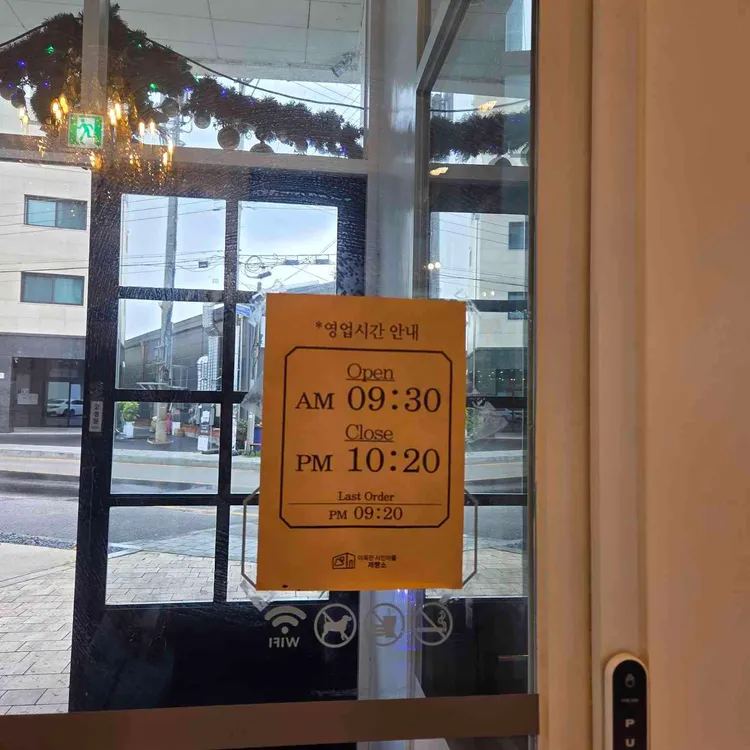 *영업시간 안내
Open
AM 09:30
Close
PM 10:20
Last Order
PM 09:20
WIFI
P
U